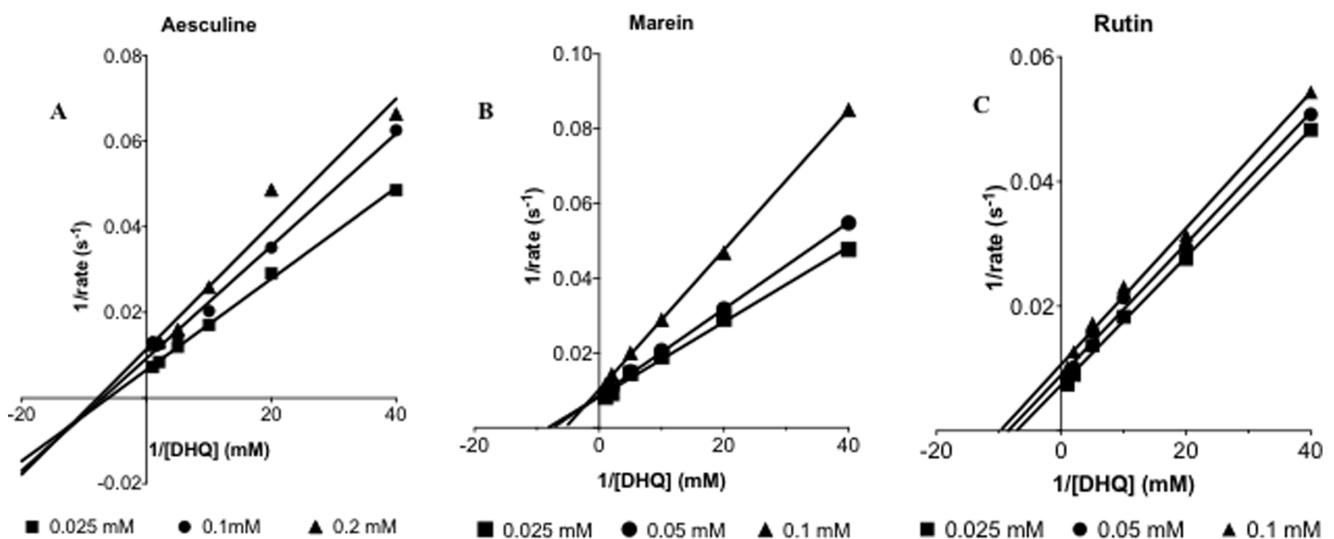 Aesculine
A
0.08
0.06
0.04
0.02
-0.02
-20
20
40
1/rate (s⁻¹)
1/[DHQ] (mM)
■ 0.025 mM ● 0.1mM ▲ 0.2 mM
Marein
B
0.10
0.08
0.06
0.04
0.02
-20
0
20
40
1/rate (s⁻¹)
1/[DHQ] (mM)
■ 0.025 mM ● 0.05 mM ▲ 0.1 mM
Rutin
C
0.06
0.04
0.02
-20
0
20
40
1/rate (s⁻¹)
1/[DHQ] (mM)
■ 0.025 mM ● 0.05 mM ▲ 0.1 mM